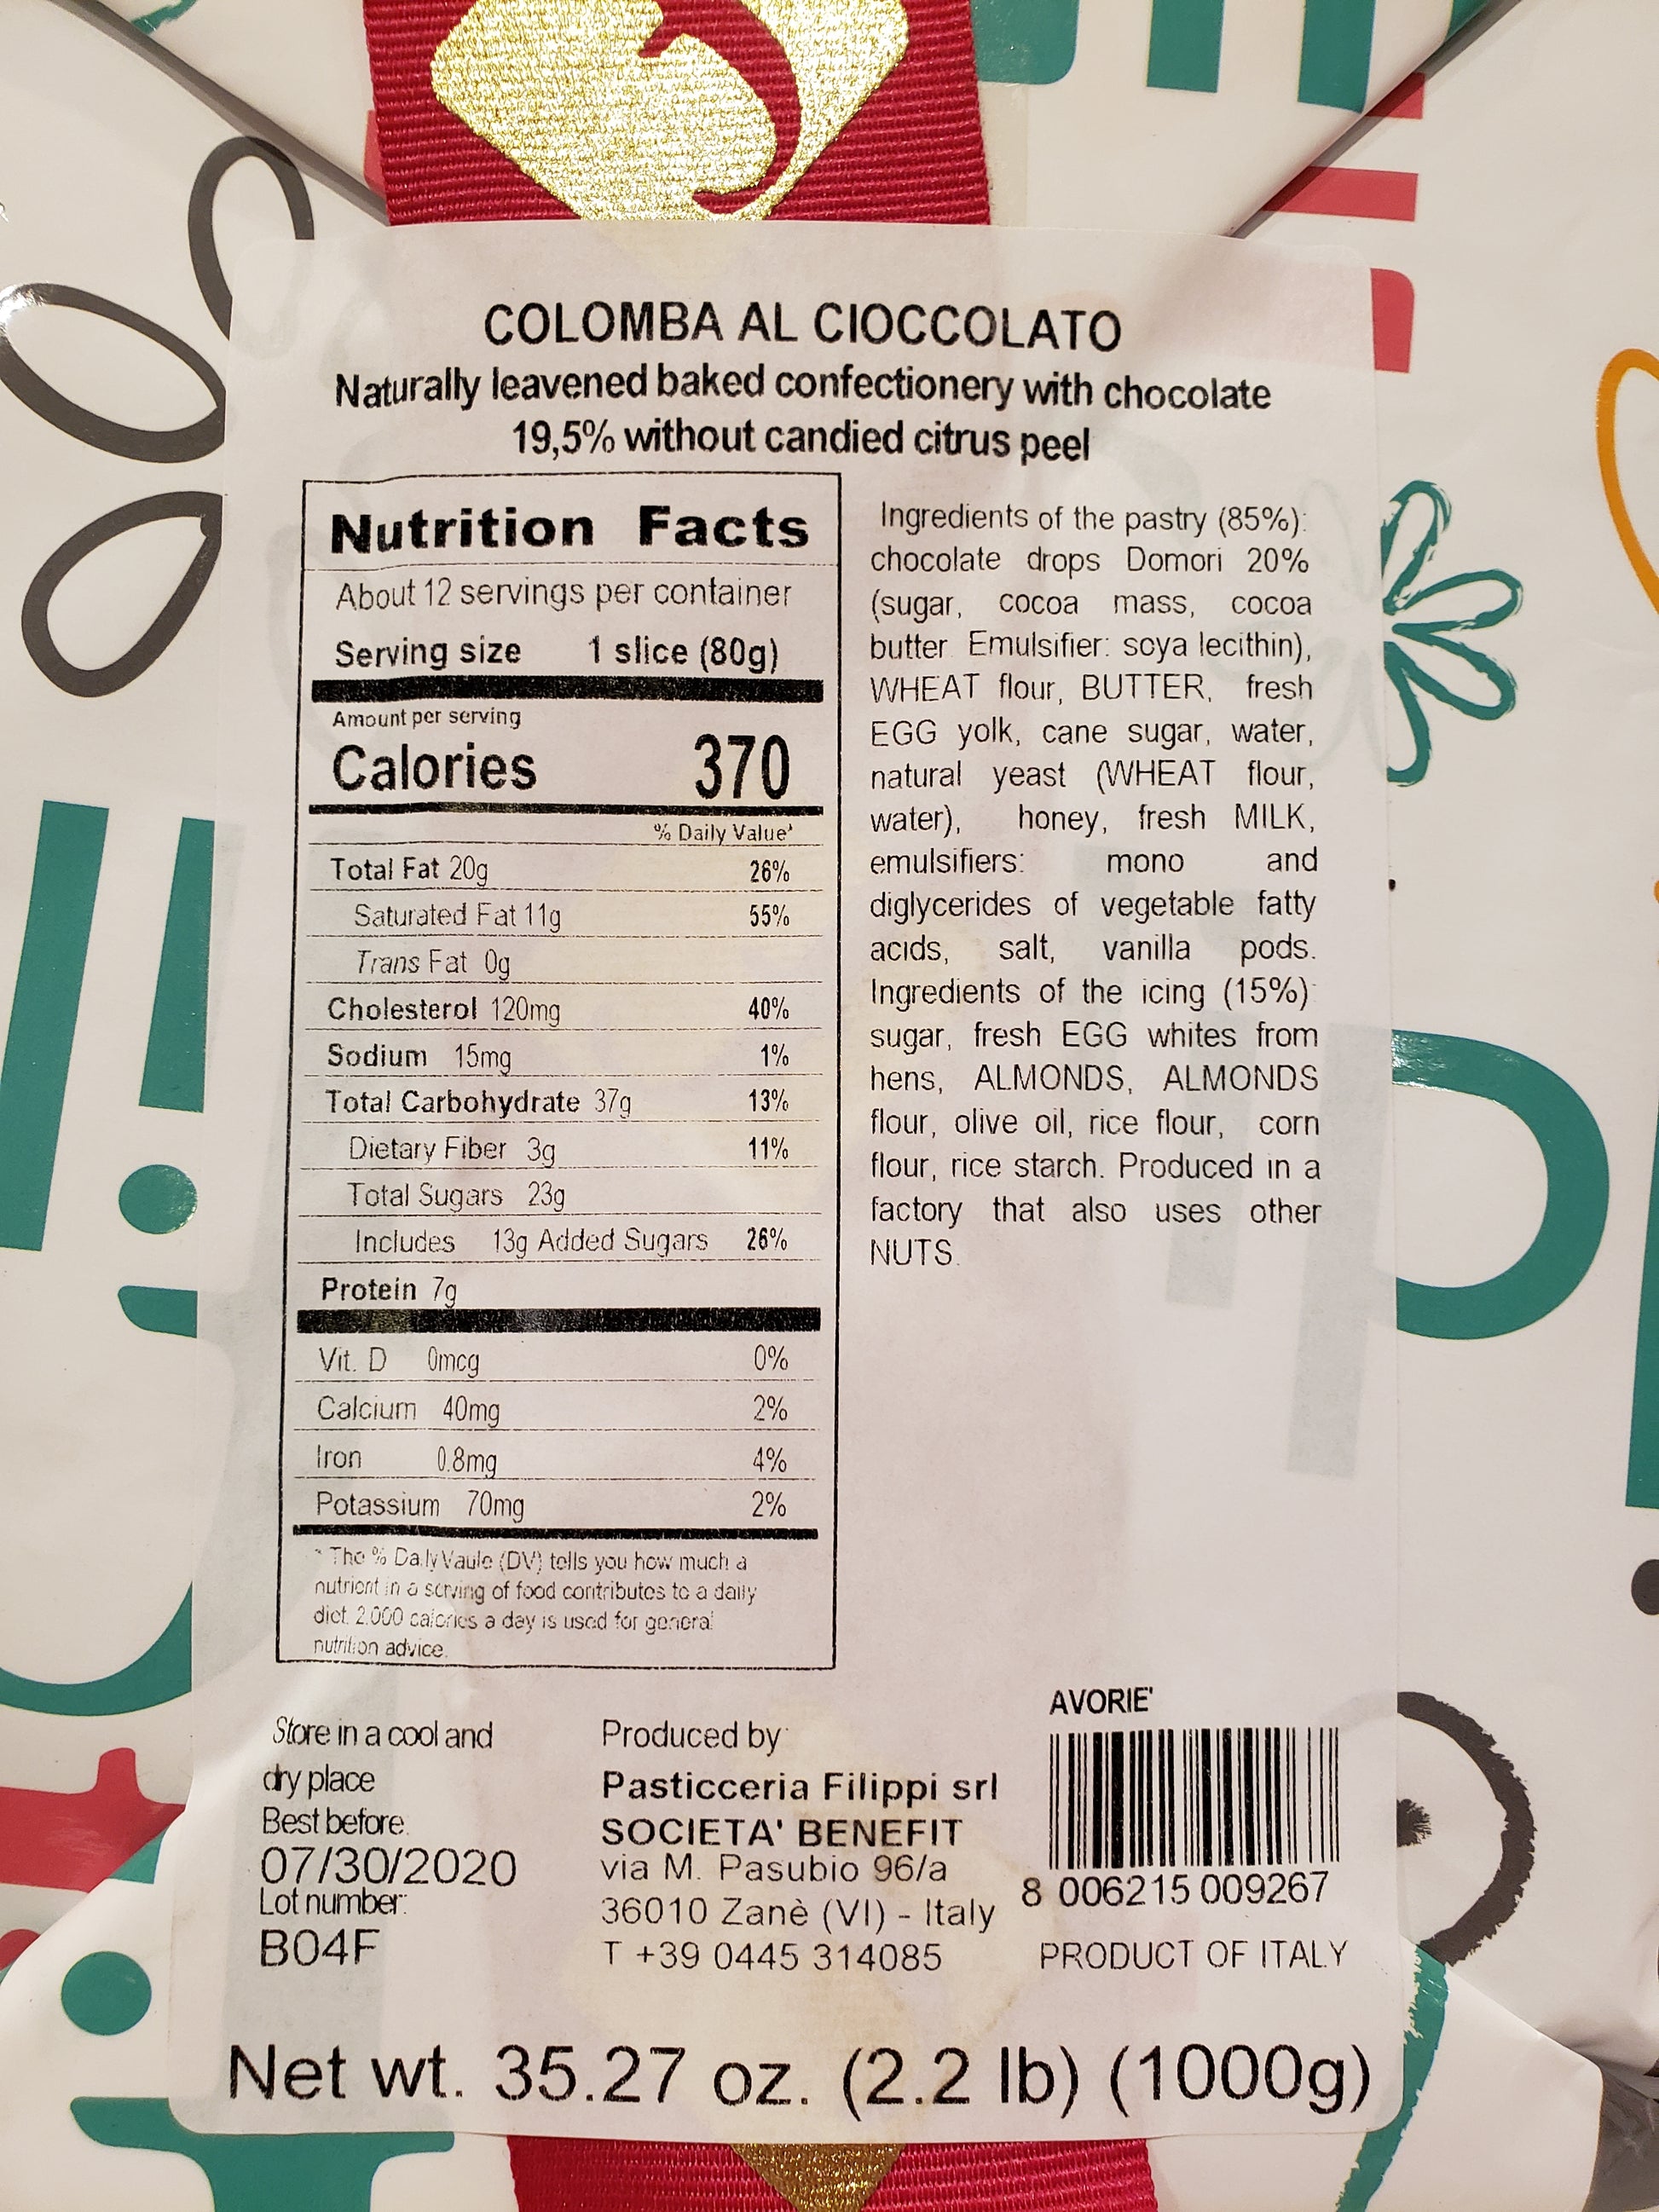 COLOMBA AL CIOCCOLATO
Naturally leavened baked confectionery with chocolate
19,5% without candied citrus peel
Nutrition Facts
About 12 servings per container
Serving size 1 slice (80g)
Amount per serving
Calories 370
% Daily Value*
Total Fat 20g 26%
Saturated Fat 11g 55%
Trans Fat 0g
Cholesterol 120mg 40%
Sodium 15mg 1%
Total Carbohydrate 37g 13%
Dietary Fiber 3g 11%
Total Sugars 23g
Includes 13g Added Sugars 26%
Protein 7g
Vit. D 0mcg 0%
Calcium 40mg 2%
Iron 0.8mg 4%
Potassium 70mg 2%
* The % Daily Vaule (DV) tells you how much a
nutrient in a serving of food contributes to a daily
diet. 2.000 calories a day is used for general
nutrition advice.
Ingredients of the pastry (85%):
chocolate drops Domori 20%
(sugar, cocoa mass, cocoa
butter. Emulsifier: soya lecithin),
WHEAT flour, BUTTER, fresh
EGG yolk, cane sugar, water,
natural yeast (WHEAT flour,
water), honey, fresh MILK,
emulsifiers: mono and
diglycerides of vegetable fatty
acids, salt, vanilla pods.
Ingredients of the icing (15%):
sugar, fresh EGG whites from
hens, ALMONDS, ALMONDS
flour, olive oil, rice flour, corn
flour, rice starch. Produced in a
factory that also uses other
NUTS.
Store in a cool and
dry place
Best before.
07/30/2020
Lot number:
B04F
Produced by:
Pasticceria Filippi srl
SOCIETA' BENEFIT
via M. Pasubio 96/a
36010 Zanè (VI) - Italy
T +39 0445 314085
AVORIE'
8 006215 009267
PRODUCT OF ITALY
Net wt. 35.27 oz. (2.2 lb) (1000g)